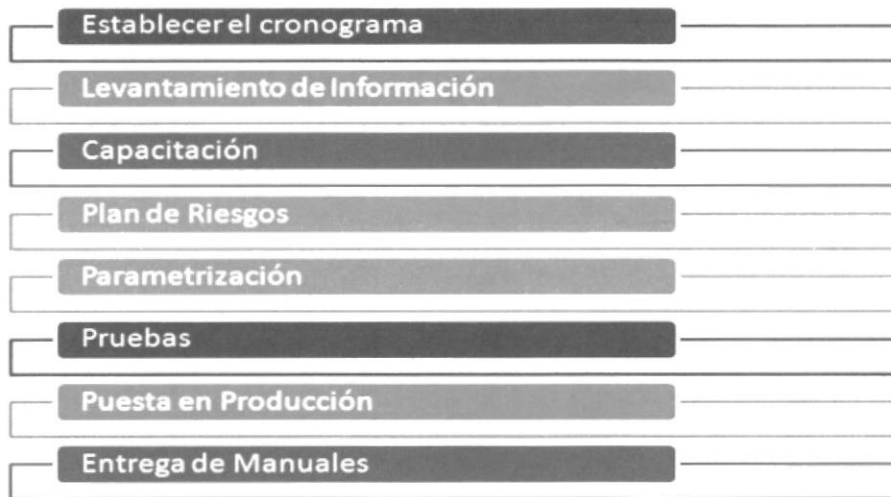 Establecer el cronograma
Levantamiento de Información
Capacitación
Plan de Riesgos
Parametrización
Pruebas
Puesta en Producción
Entrega de Manuales